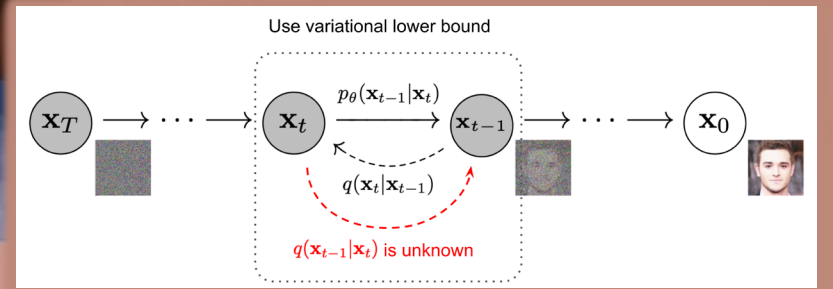 Use variational lower bound
p_θ(x_{t−1}|x_t)
x_T → ⋯ → x_t x_{t−1} → ⋯ → x_0
q(x_t|x_{t−1})
q(x_{t−1}|x_t) is unknown